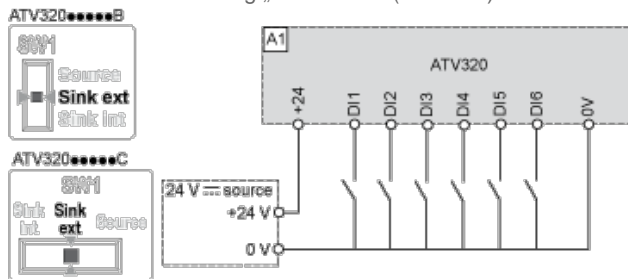 ATV320●●●●●B
SW1
Source
Sink ext
Sink Int
ATV320●●●●●C
SW1
Sink Int
Sink ext
Source
A1
ATV320
+24
DI1
DI2
DI3
DI4
DI5
DI6
0V
24 V source
+24 V
0 V